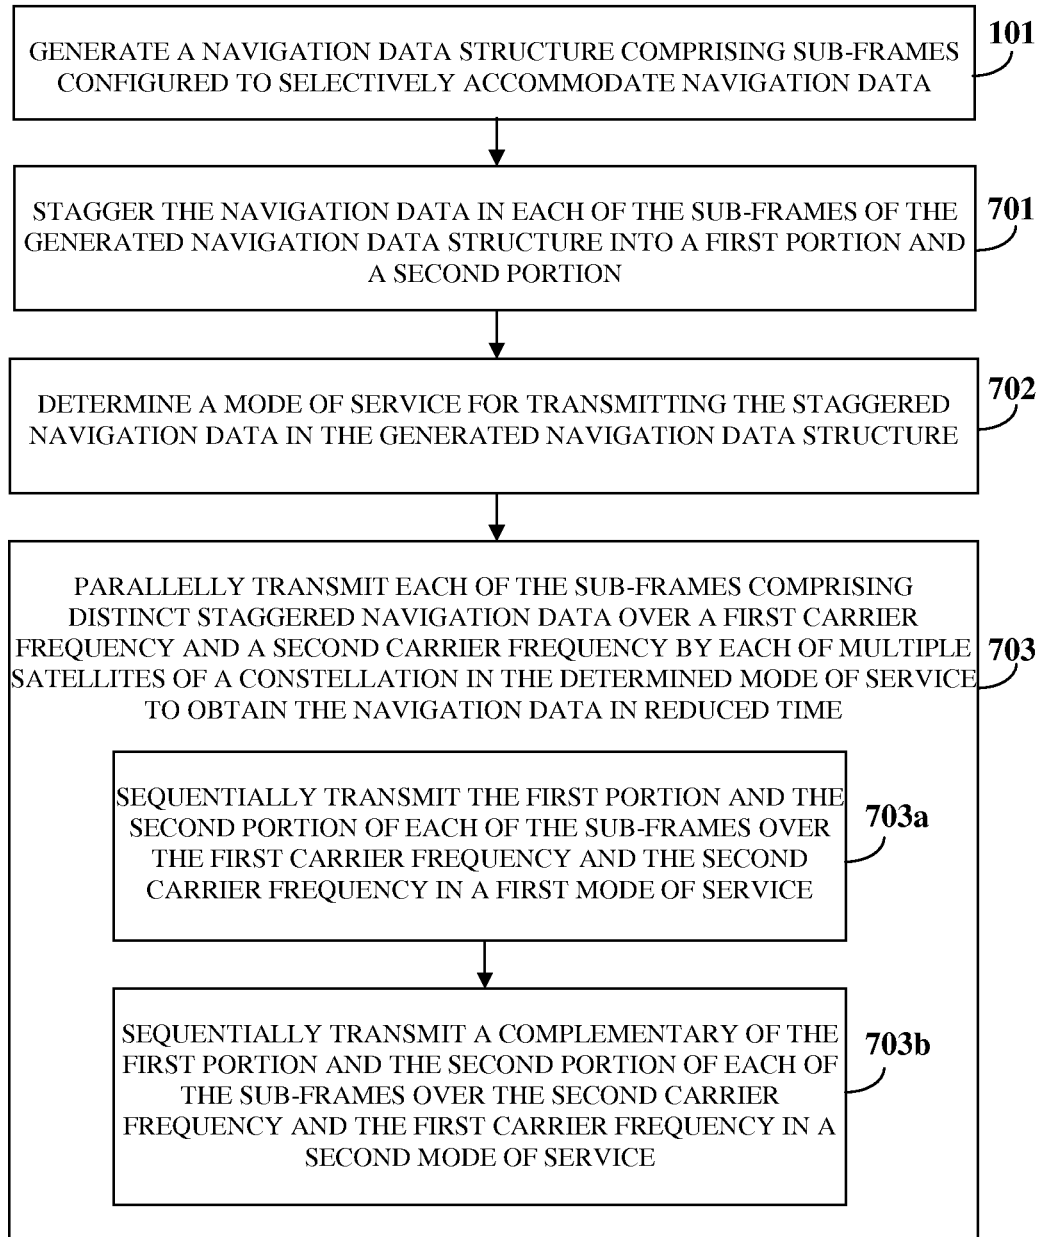 GENERATE A NAVIGATION DATA STRUCTURE COMPRISING SUB-FRAMES
CONFIGURED TO SELECTIVELY ACCOMMODATE NAVIGATION DATA
101
STAGGER THE NAVIGATION DATA IN EACH OF THE SUB-FRAMES OF THE
GENERATED NAVIGATION DATA STRUCTURE INTO A FIRST PORTION AND
A SECOND PORTION
701
DETERMINE A MODE OF SERVICE FOR TRANSMITTING THE STAGGERED
NAVIGATION DATA IN THE GENERATED NAVIGATION DATA STRUCTURE
702
PARALLELLY TRANSMIT EACH OF THE SUB-FRAMES COMPRISING
DISTINCT STAGGERED NAVIGATION DATA OVER A FIRST CARRIER
FREQUENCY AND A SECOND CARRIER FREQUENCY BY EACH OF MULTIPLE
SATELLITES OF A CONSTELLATION IN THE DETERMINED MODE OF SERVICE
TO OBTAIN THE NAVIGATION DATA IN REDUCED TIME
703
SEQUENTIALLY TRANSMIT THE FIRST PORTION AND THE
SECOND PORTION OF EACH OF THE SUB-FRAMES OVER
THE FIRST CARRIER FREQUENCY AND THE SECOND
CARRIER FREQUENCY IN A FIRST MODE OF SERVICE
703a
SEQUENTIALLY TRANSMIT A COMPLEMENTARY OF THE
FIRST PORTION AND THE SECOND PORTION OF EACH OF
THE SUB-FRAMES OVER THE SECOND CARRIER
FREQUENCY AND THE FIRST CARRIER FREQUENCY IN A
SECOND MODE OF SERVICE
703b